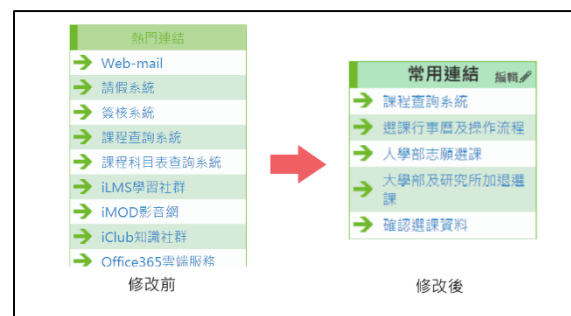 熱門連結
Web-mail
請假系統
簽核系統
課程查詢系統
課程科目表查詢系統
iLMS學習社群
iMOD影音網
iClub知識社群
Office365雲端服務
修改前
常用連結 編輯
課程查詢系統
選課行事曆及操作流程
人學部志願選課
大學部及研究所加退選
課
確認選課資料
修改後